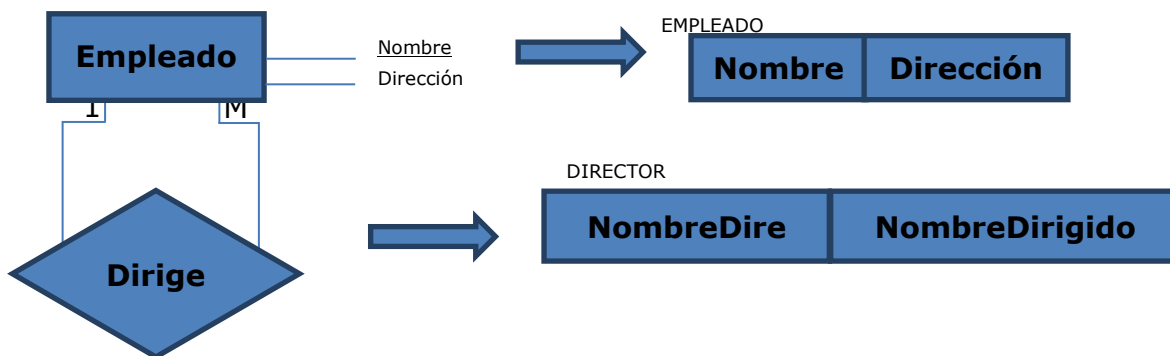 Empleado
Nombre
Dirección
1 M
Dirige
EMPLEADO
Nombre Dirección
DIRECTOR
NombreDire NombreDirigido